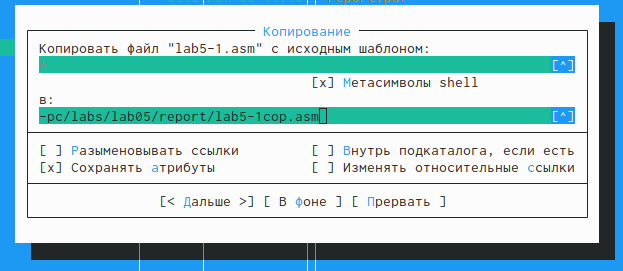 Копирование
Копировать файл "lab5-1.asm" с исходным шаблоном:
* [^]
[x] Метасимволы shell
в:
-pc/labs/lab05/report/lab5-1cop.asm [^]
[ ] Разыменовывать ссылки [ ] Внутрь подкаталога, если есть
[x] Сохранять атрибуты [ ] Изменять относительные ссылки
[< Дальше >] [ В фоне ] [ Прервать ]